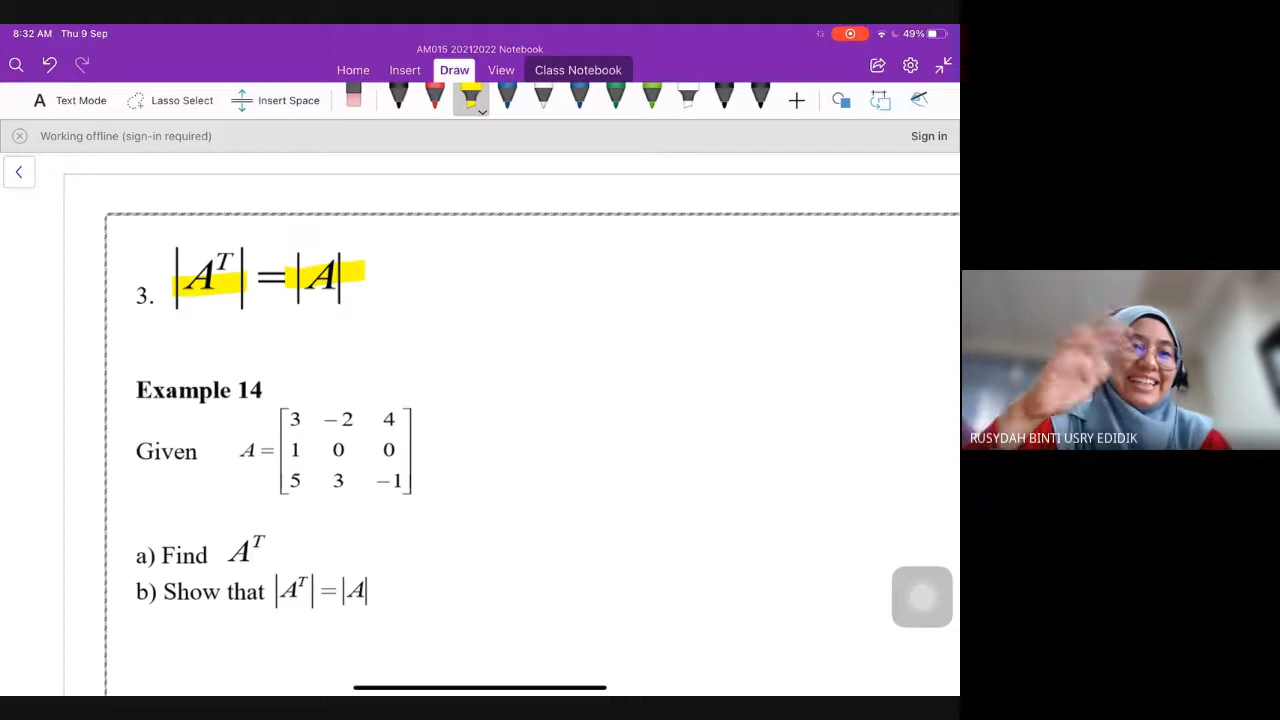 8:32 AM Thu 9 Sep
49%
AM015 20212022 Notebook
Home Insert Draw View Class Notebook
Text Mode Lasso Select Insert Space
Working offline (sign-in required) Sign in
3. |A^T| = |A|
Example 14
Given A = [3 −2 4
1 0 0
5 3 −1]
a) Find A^T
b) Show that |A^T| = |A|
RUSYDAH BINTI USRY EDIDIK